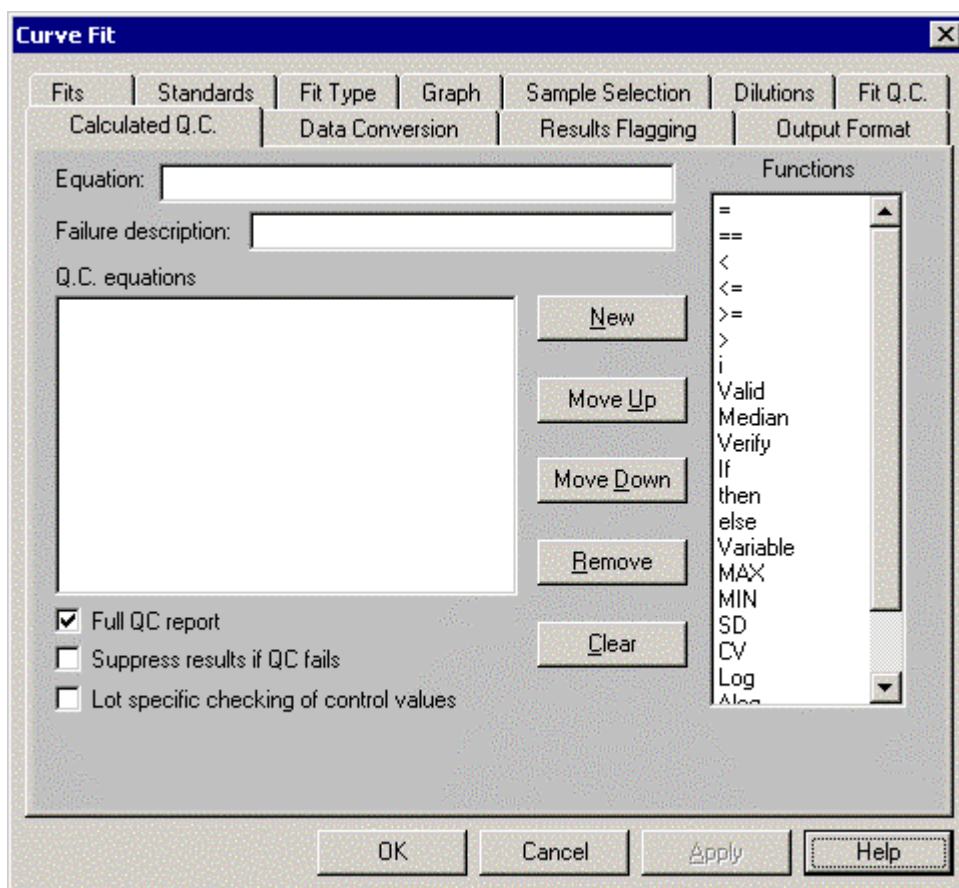 Curve Fit
Fits Standards Fit Type Graph Sample Selection Dilutions Fit Q.C.
Calculated Q.C. Data Conversion Results Flagging Output Format
Equation:
Failure description:
Q.C. equations
New
Move Up
Move Down
Remove
Clear
Full QC report
Suppress results if QC fails
Lot specific checking of control values
Functions
=
==
<
<=
>=
>
i
Valid
Median
Verify
If
then
else
Variable
MAX
MIN
SD
CV
Log
Alog
OK Cancel Apply Help